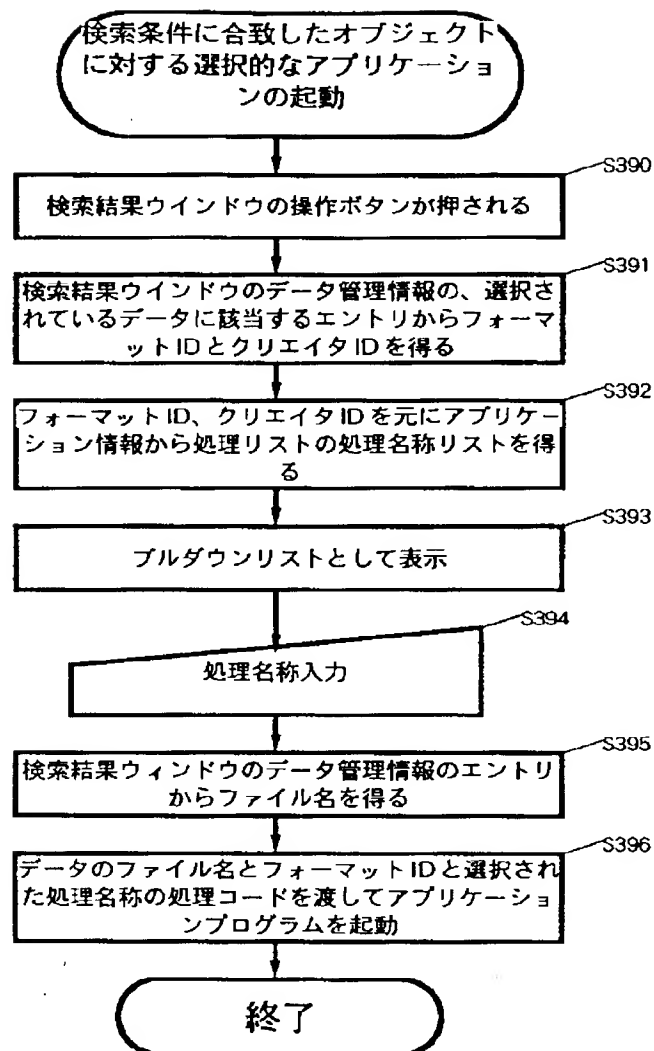 検索条件に合致したオブジェクト
に対する選択的なアプリケーショ
ンの起動
S390
検索結果ウインドウの操作ボタンが押される
S391
検索結果ウインドウのデータ管理情報の、選択さ
れているデータに該当するエントリからフォーマ
ットIDとクリエイタIDを得る
S392
フォーマットID、クリエイタIDを元にアプリケー
ション情報から処理リストの処理名称リストを得
る
S393
プルダウンリストとして表示
S394
処理名称入力
S395
検索結果ウィンドウのデータ管理情報のエントリ
からファイル名を得る
S396
データのファイル名とフォーマットIDと選択され
た処理名称の処理コードを渡してアプリケーショ
ンプログラムを起動
終了